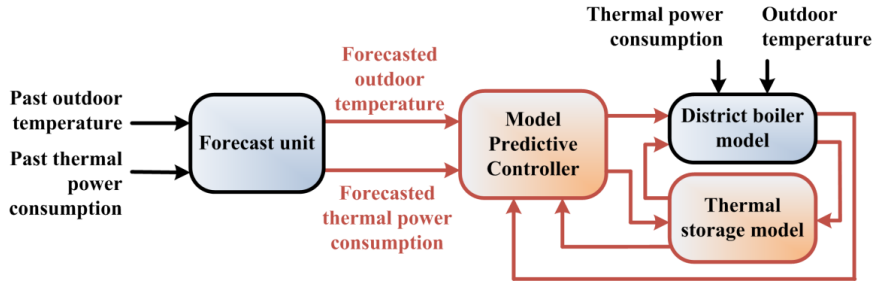 Past outdoor
temperature
Past thermal
power
consumption
Forecast unit
Forecasted
outdoor
temperature
Forecasted
thermal power
consumption
Model
Predictive
Controller
Thermal power
consumption
Outdoor
temperature
District boiler
model
Thermal
storage model